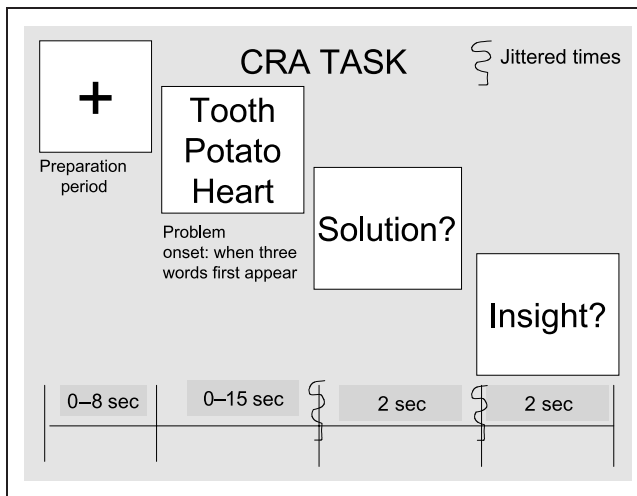 CRA TASK
Jittered times
+
Preparation
period
Tooth
Potato
Heart
Problem
onset: when three
words first appear
Solution?
Insight?
0–8 sec
0–15 sec
2 sec
2 sec